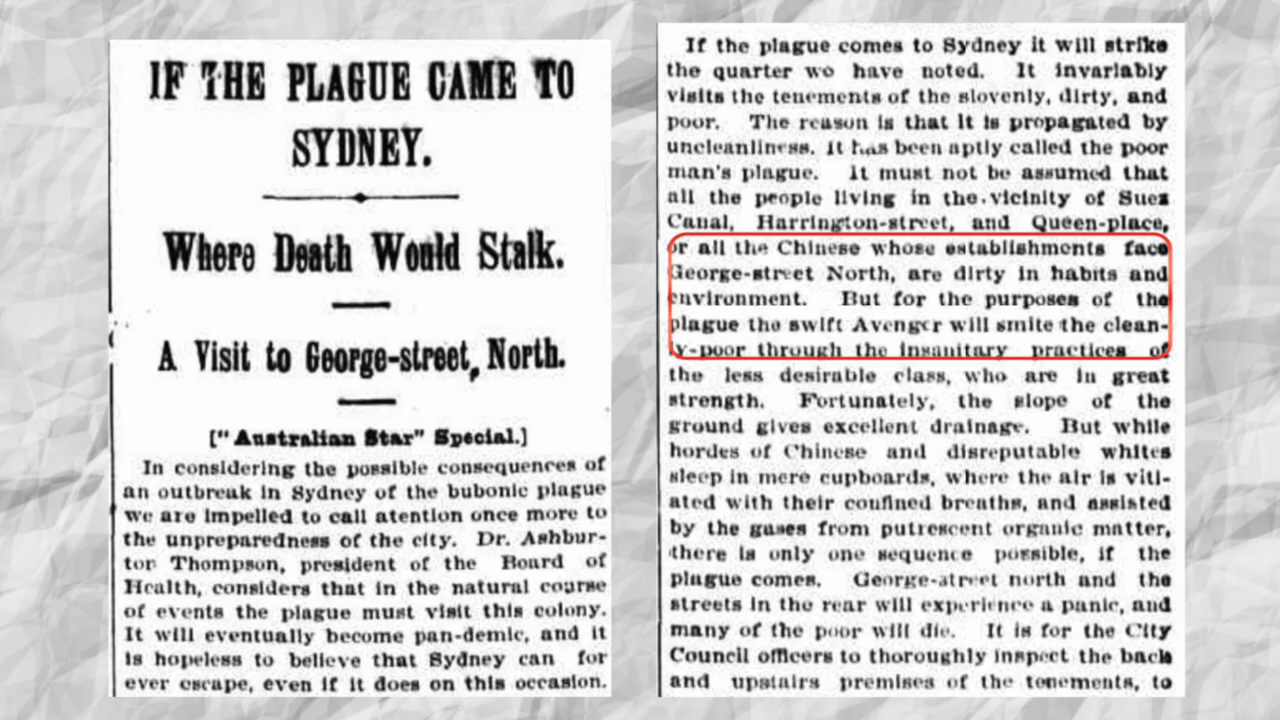 IF THE PLAGUE CAME TO
SYDNEY.
Where Death Would Stalk.
A Visit to George-street, North.
["Australian Star" Special.]
In considering the possible consequences of
an outbreak in Sydney of the bubonic plague
we are impelled to call atention once more to
the unpreparedness of the city. Dr. Ashbur-
ton Thompson, president of the Board of
Health, considers that in the natural course
of events the plague must visit this colony.
It will eventually become pan-demic, and it
is hopeless to believe that Sydney can for
ever escape, even if it does on this occasion.
If the plague comes to Sydney it will strike
the quarter we have noted. It invariably
visits the tenements of the slovenly, dirty, and
poor. The reason is that it is propagated by
uncleanliness. It has been aptly called the poor
man's plague. It must not be assumed that
all the people living in the vicinity of Suez
Canal, Harrington-street, and Queen-place,
or all the Chinese whose establishments face
George-street North, are dirty in habits and
environment. But for the purposes of the
plague the swift Avenger will smite the clean-
ly-poor through the insanitary practices of
the less desirable class, who are in great
strength. Fortunately, the slope of the
ground gives excellent drainage. But while
hordes of Chinese and disreputable whites
sleep in mere cupboards, where the air is viti-
ated with their confined breaths, and assisted
by the gases from putrescent organic matter,
there is only one sequence possible, if the
plague comes. George-street north and the
streets in the rear will experience a panic, and
many of the poor will die. It is for the City
Council officers to thoroughly inspect the back
and upstairs premises of the tenements, to